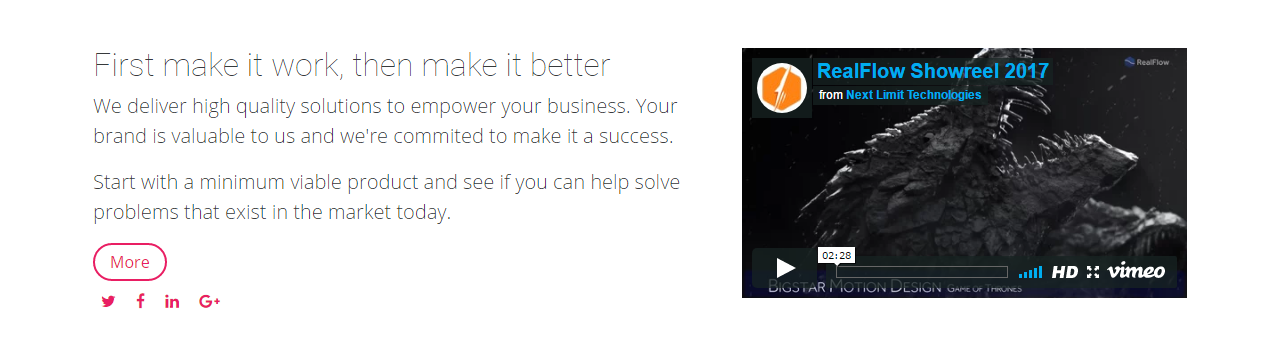 First make it work, then make it better
We deliver high quality solutions to empower your business. Your
brand is valuable to us and we're commited to make it a success.
Start with a minimum viable product and see if you can help solve
problems that exist in the market today.
More
RealFlow Showreel 2017
from Next Limit Technologies
RealFlow
02:28
HD
vimeo
Bigstar Motion Design Game of Thrones